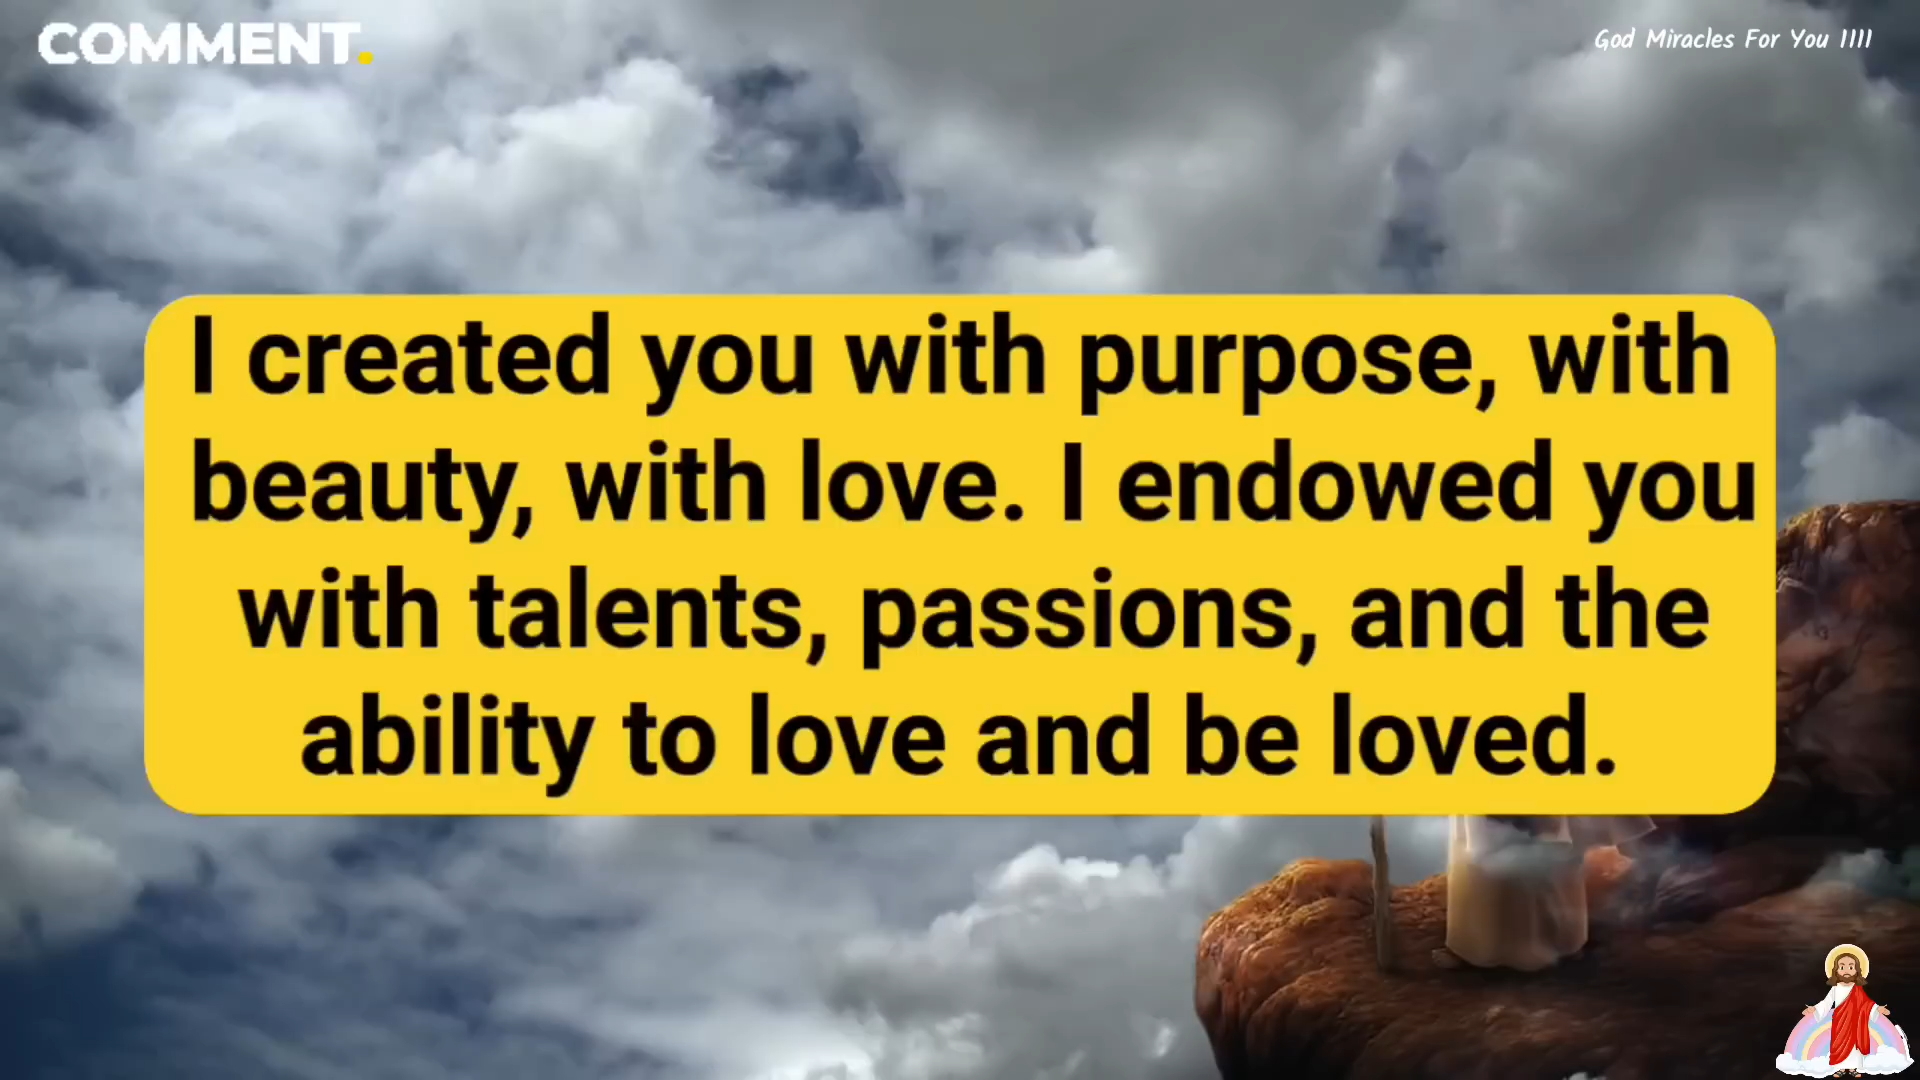 COMMENT.
God Miracles For You 1111
I created you with purpose, with
beauty, with love. I endowed you
with talents, passions, and the
ability to love and be loved.